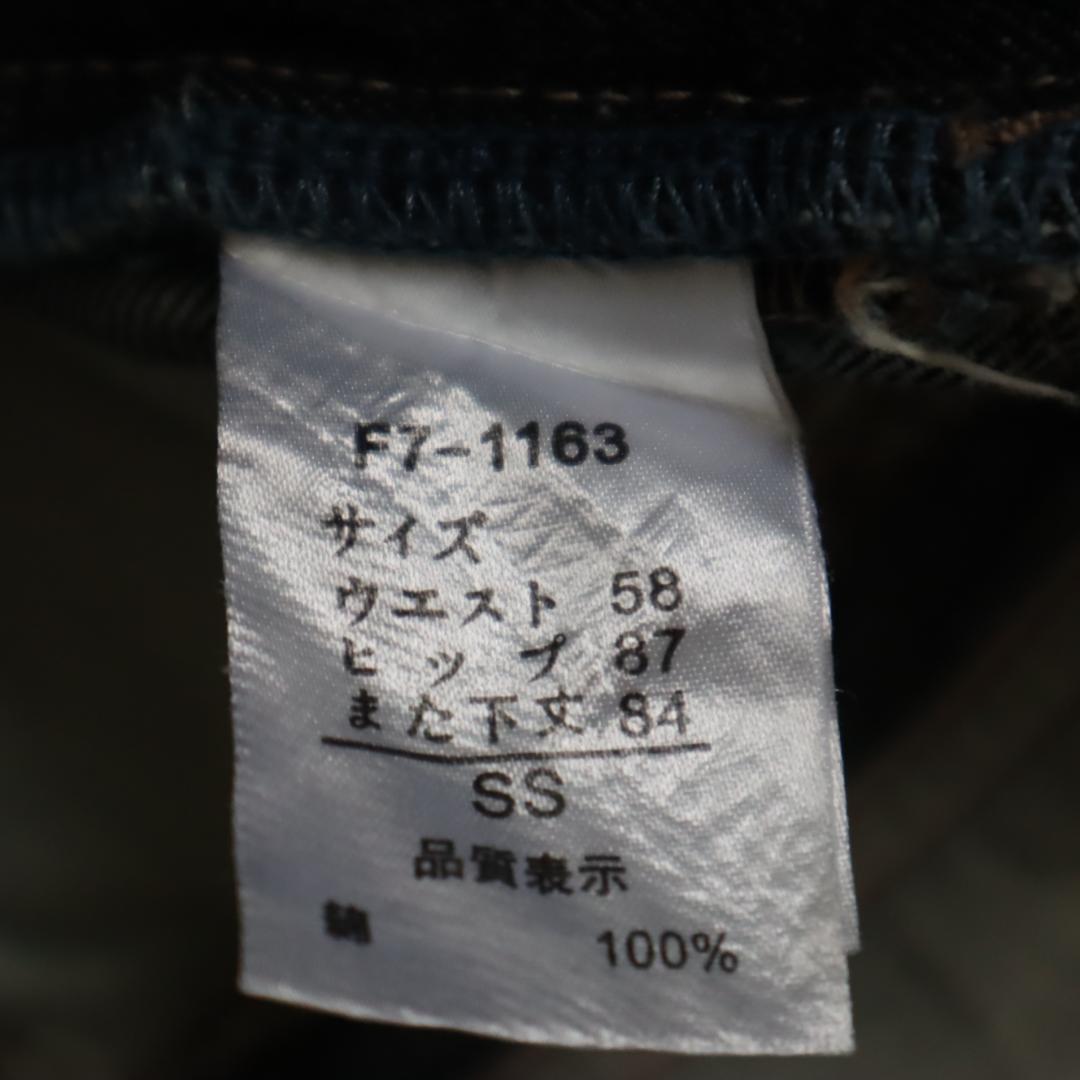 F7-1163
サイズ
ウエスト 58
ヒップ 87
また下丈 84
SS
品質表示
綿 100%